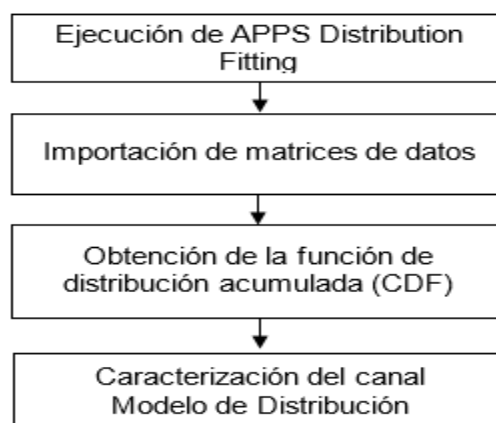 Ejecución de APPS Distribution
Fitting
Importación de matrices de datos
Obtención de la función de
distribución acumulada (CDF)
Caracterización del canal
Modelo de Distribución